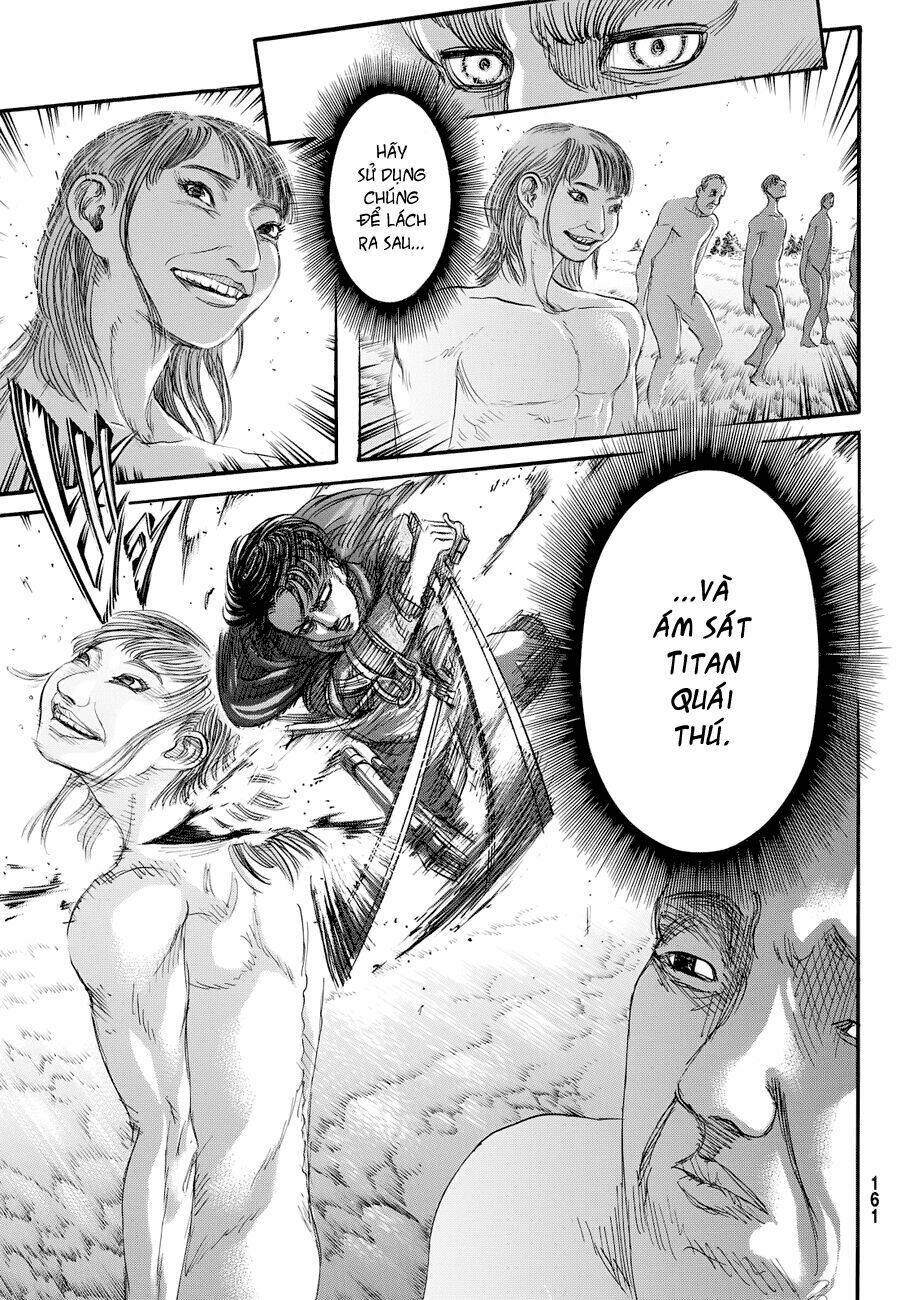 HÃY
SỬ DỤNG
CHÚNG
ĐỂ LÁCH
RA SAU...
...VÀ
ÁM SÁT
TITAN
QUÁI
THÚ.
161